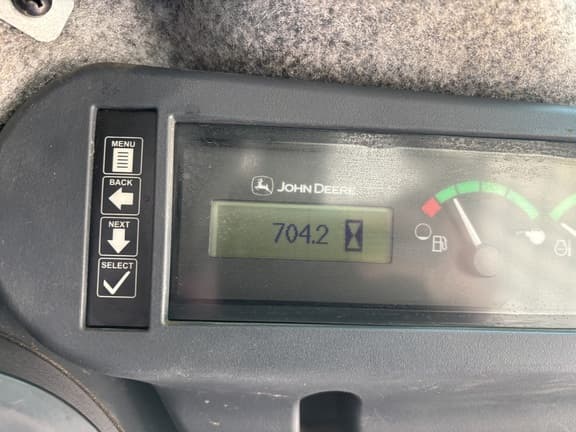 MENU
BACK
NEXT
SELECT
JOHN DEERE
704.2